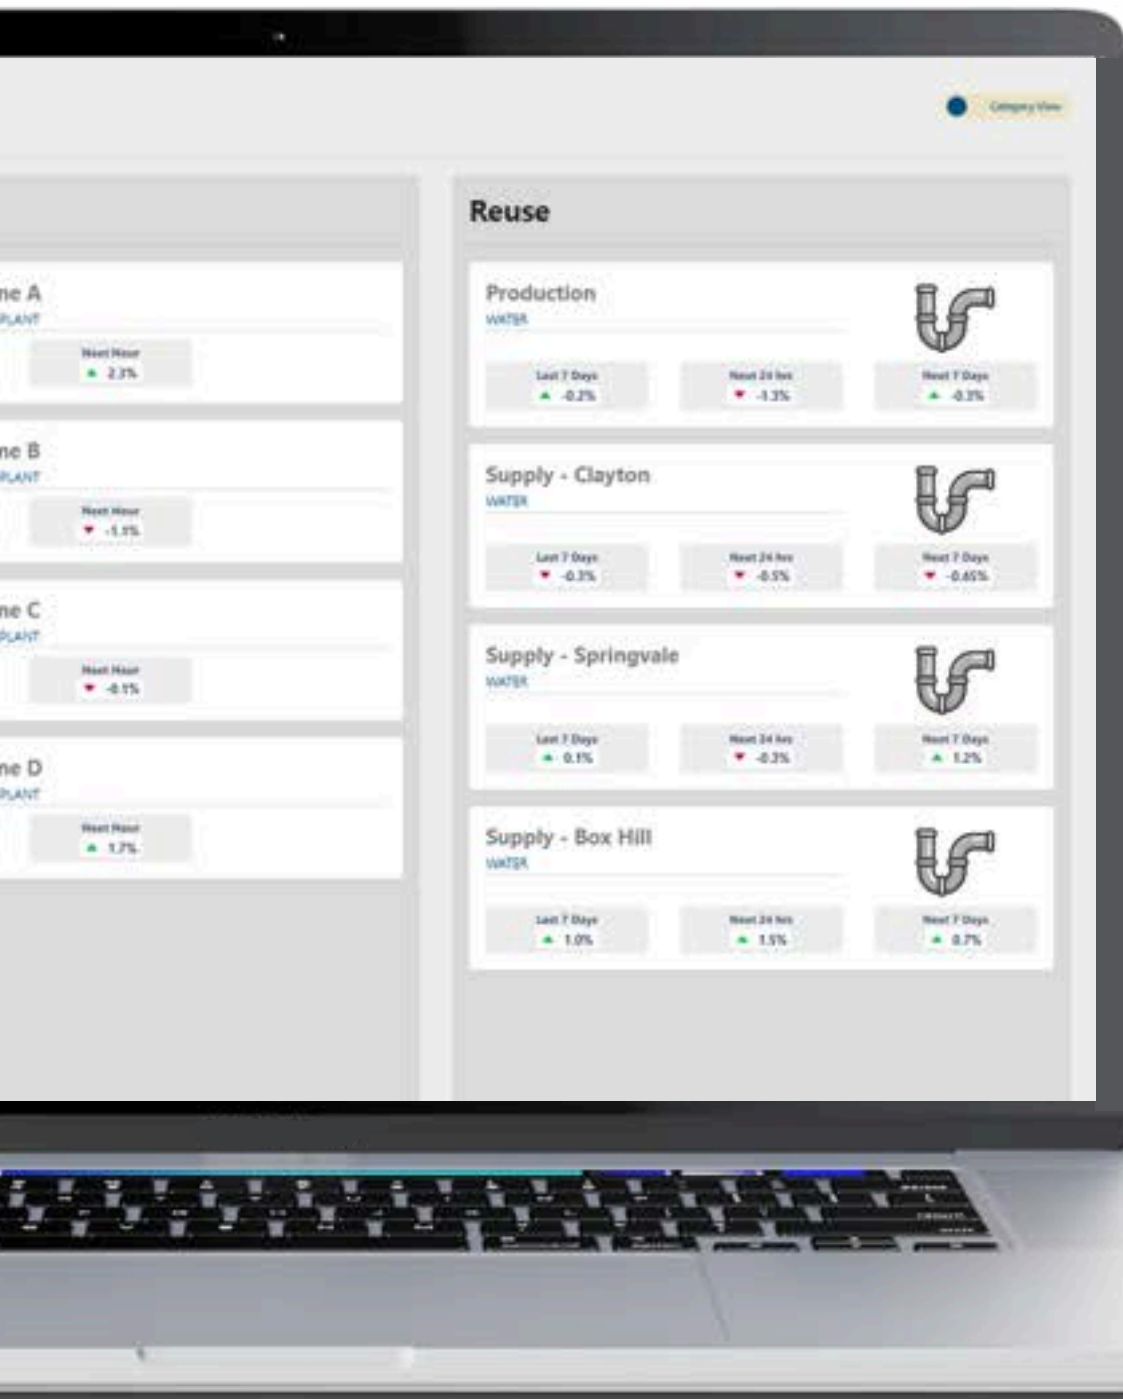 Category View
ne A
PLANT
Next Hour
2.3%
ne B
PLANT
Next Hour
-1.1%
ne C
PLANT
Next Hour
-0.1%
ne D
PLANT
Next Hour
1.7%
Reuse
Production
WATER
Last 7 Days
-0.2%
Next 24 hrs
-1.3%
Next 7 Days
-0.3%
Supply - Clayton
WATER
Last 7 Days
-0.3%
Next 24 hrs
-0.5%
Next 7 Days
-0.65%
Supply - Springvale
WATER
Last 7 Days
0.1%
Next 24 hrs
-0.3%
Next 7 Days
1.2%
Supply - Box Hill
WATER
Last 7 Days
1.0%
Next 24 hrs
1.5%
Next 7 Days
0.7%